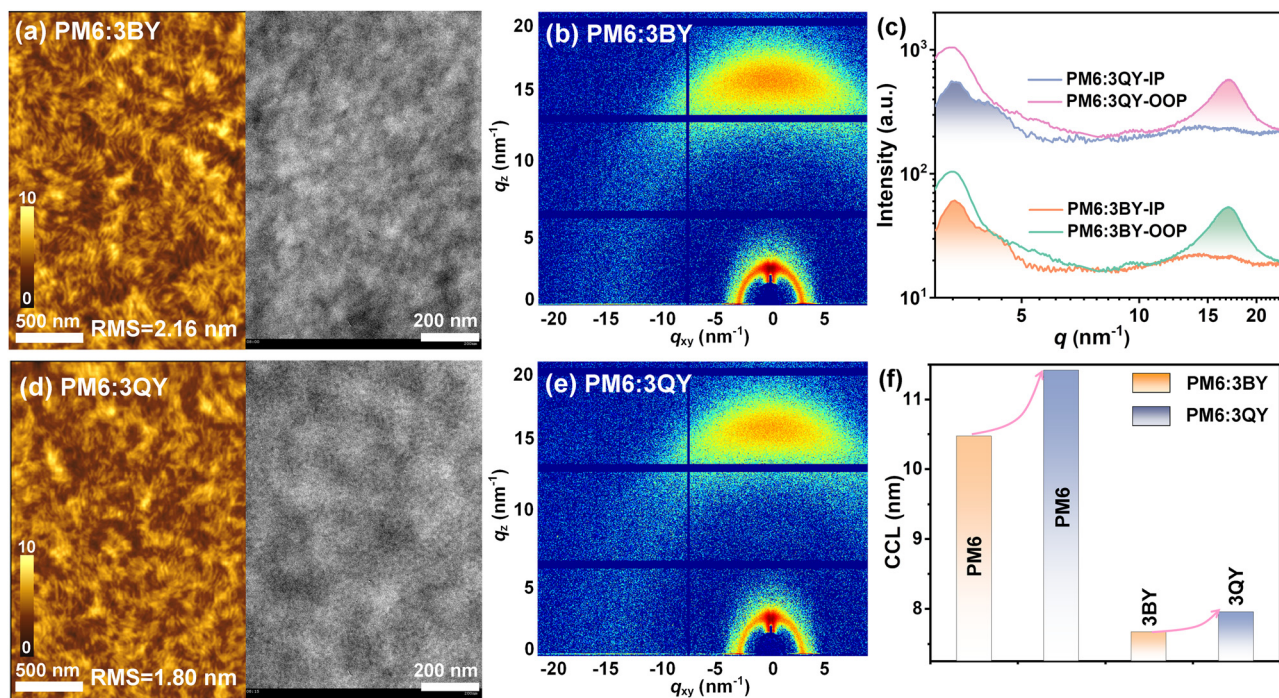 (a) PM6:3BY
10
0
500 nm
RMS=2.16 nm
200 nm
(b) PM6:3BY
20
15
10
5
0
qz (nm⁻¹)
-20 -15 -10 -5 0 5
qxy (nm⁻¹)
(c)
10³
10²
10¹
Intensity (a.u.)
PM6:3QY-IP
PM6:3QY-OOP
PM6:3BY-IP
PM6:3BY-OOP
5 10 15 20
q (nm⁻¹)
(d) PM6:3QY
10
0
500 nm
RMS=1.80 nm
200 nm
(e) PM6:3QY
20
15
10
5
0
qz (nm⁻¹)
-20 -15 -10 -5 0 5
qxy (nm⁻¹)
(f)
PM6:3BY
PM6:3QY
11
10
9
8
CCL (nm)
PM6
PM6
3BY
3QY